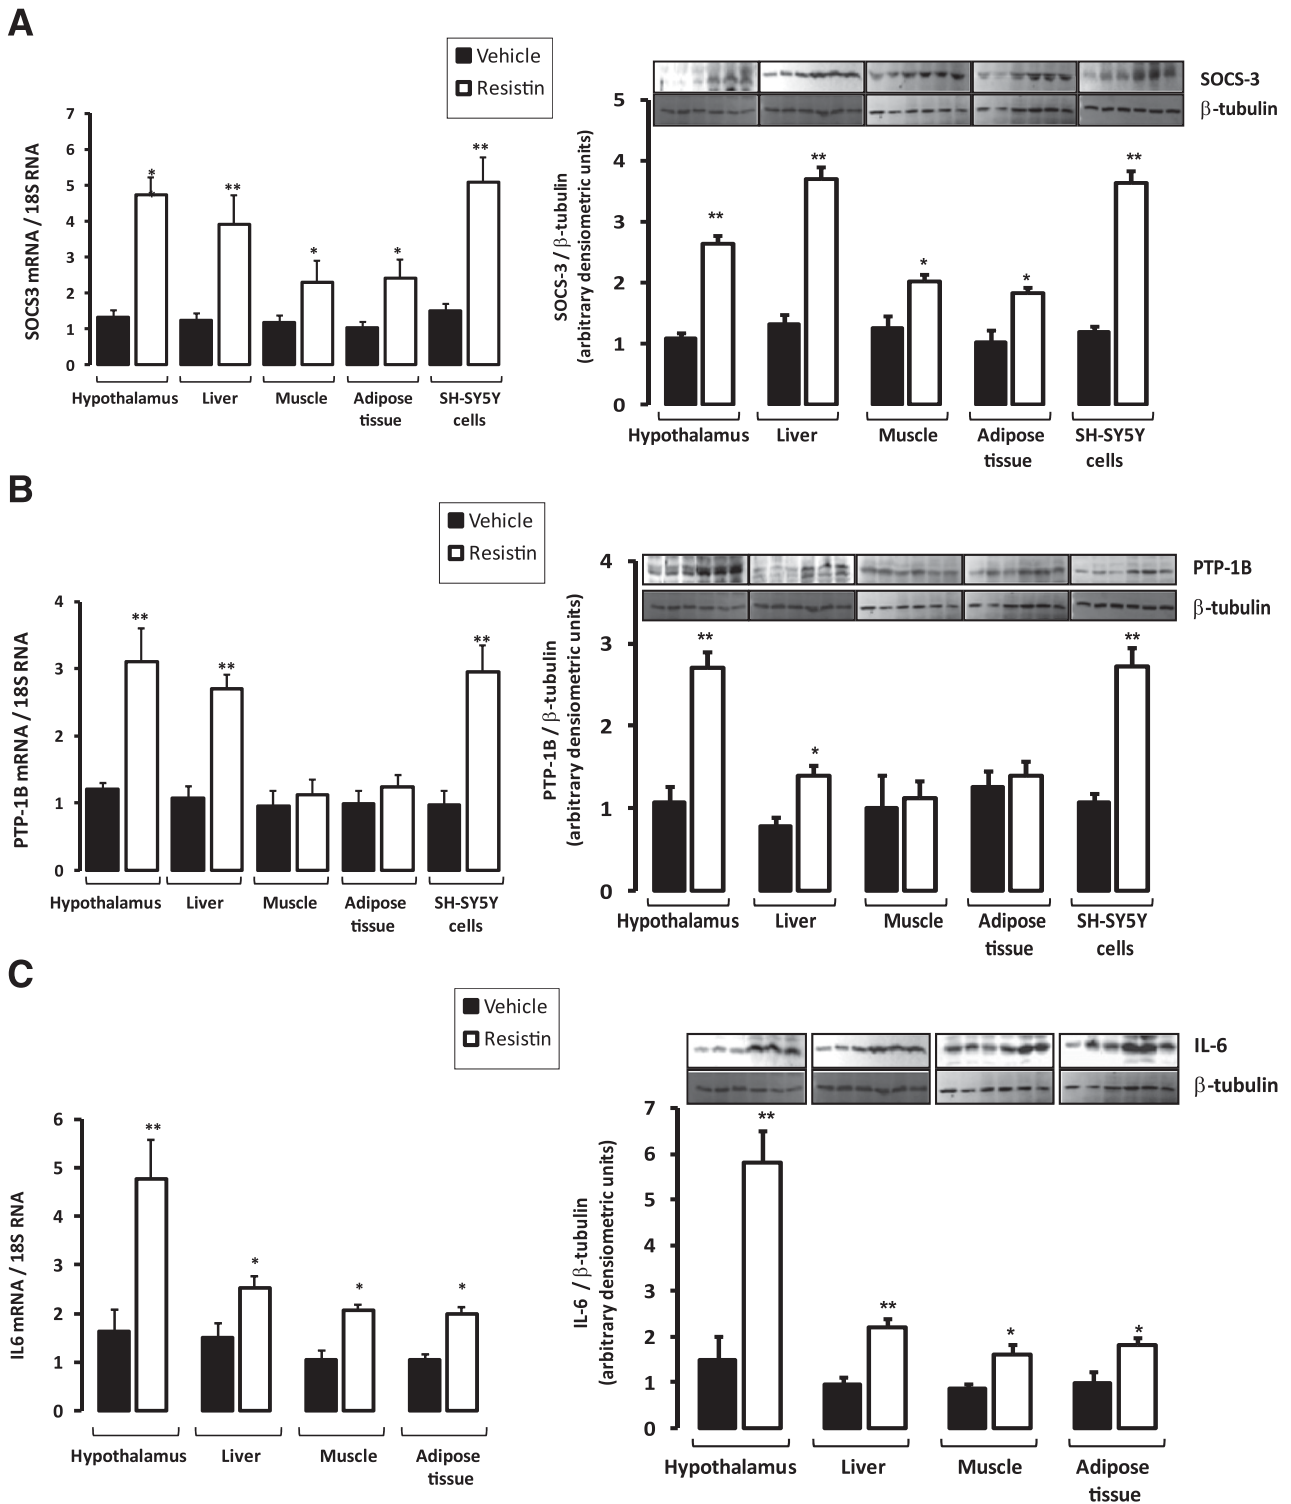 A
Vehicle
Resistin
SOCS3 mRNA / 18S RNA
7
6
5
4
3
2
1
0
*
**
*
*
**
Hypothalamus
Liver
Muscle
Adipose
tissue
SH-SY5Y
cells
SOCS-3
β-tubulin
SOCS-3 / β-tubulin
(arbitrary densiometric units)
5
4
3
2
1
0
**
**
*
*
**
Hypothalamus
Liver
Muscle
Adipose
tissue
SH-SY5Y
cells
B
Vehicle
Resistin
PTP-1B mRNA / 18S RNA
4
3
2
1
0
**
**
**
Hypothalamus
Liver
Muscle
Adipose
tissue
SH-SY5Y
cells
PTP-1B
β-tubulin
PTP-1B / β-tubulin
(arbitrary densiometric units)
4
3
2
1
0
**
*
**
Hypothalamus
Liver
Muscle
Adipose
tissue
SH-SY5Y
cells
C
Vehicle
Resistin
IL6 mRNA / 18S RNA
6
5
4
3
2
1
0
**
*
*
*
Hypothalamus
Liver
Muscle
Adipose
tissue
IL-6
β-tubulin
IL-6 / β-tubulin
(arbitrary densiometric units)
7
6
5
4
3
2
1
0
**
**
*
*
Hypothalamus
Liver
Muscle
Adipose
tissue